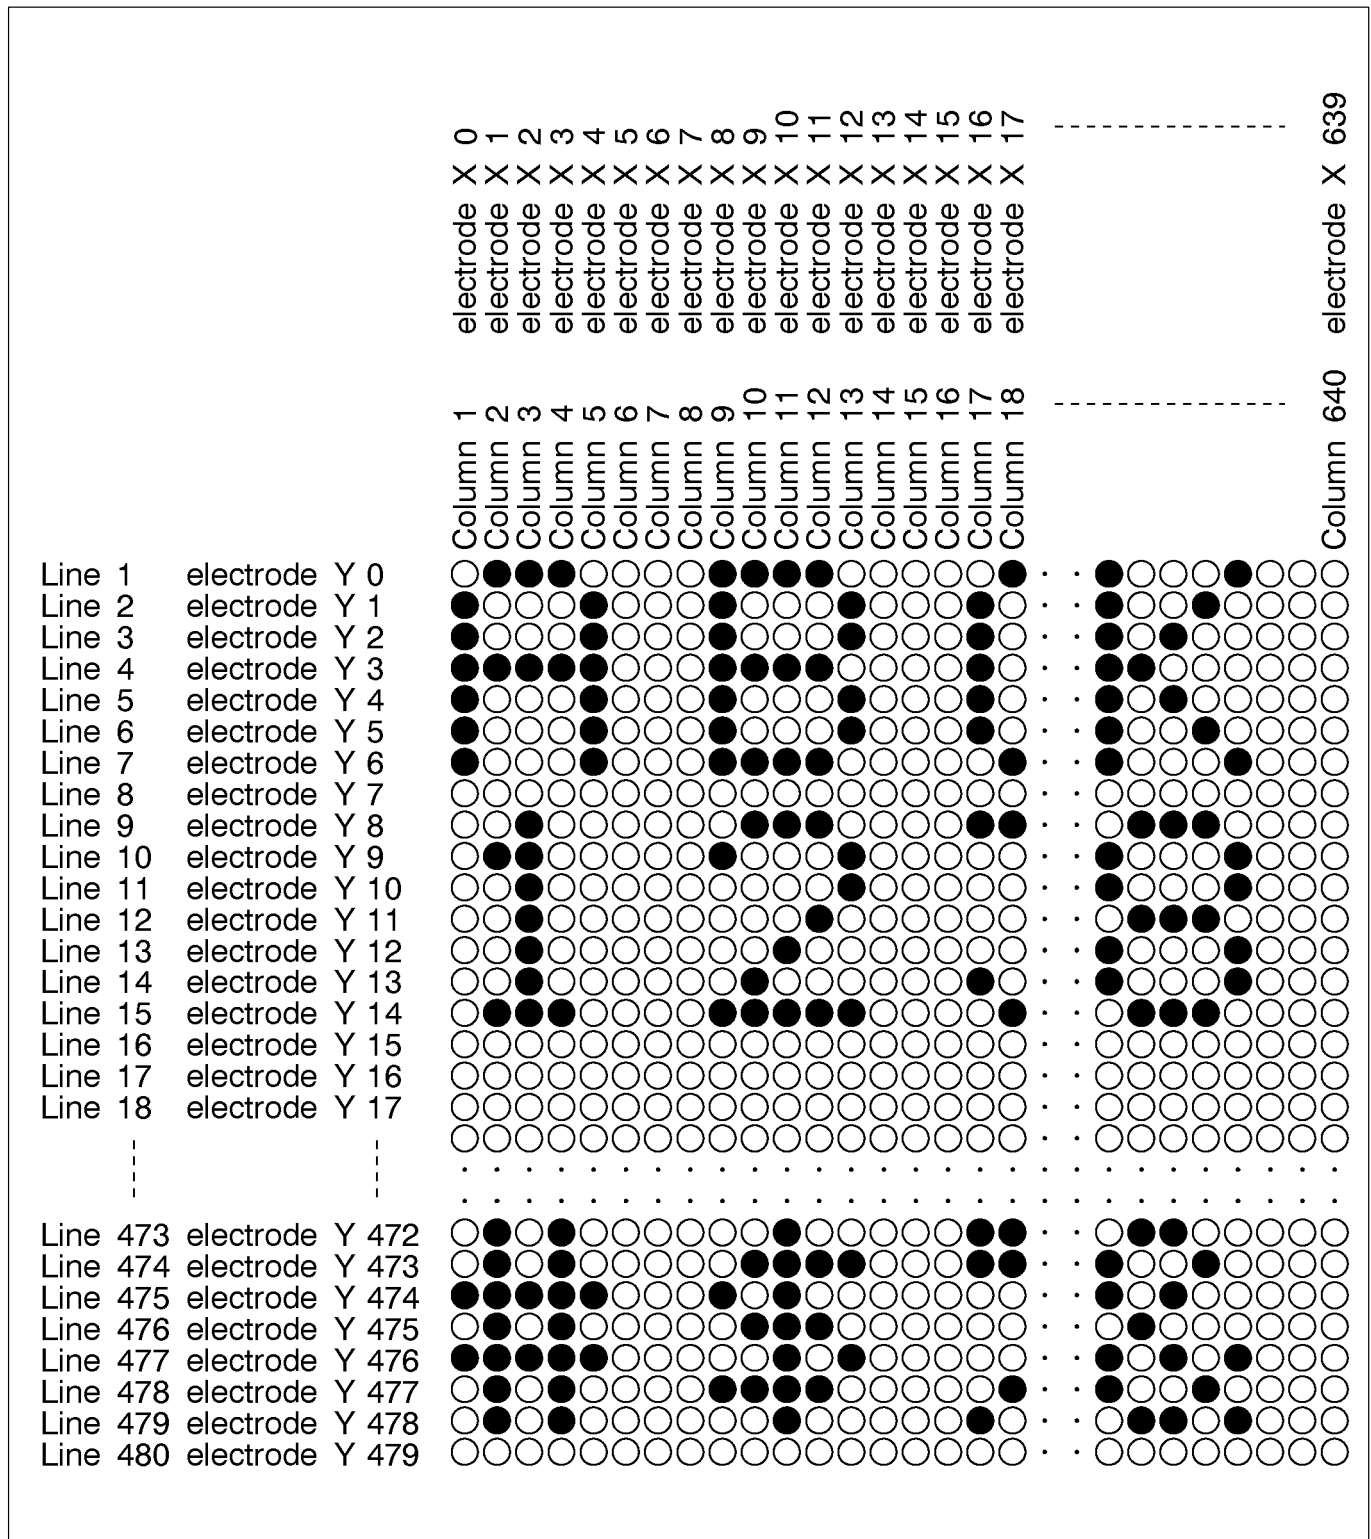 electrode X 0
electrode X 1
electrode X 2
electrode X 3
electrode X 4
electrode X 5
electrode X 6
electrode X 7
electrode X 8
electrode X 9
electrode X 10
electrode X 11
electrode X 12
electrode X 13
electrode X 14
electrode X 15
electrode X 16
electrode X 17
electrode X 639
Column 1
Column 2
Column 3
Column 4
Column 5
Column 6
Column 7
Column 8
Column 9
Column 10
Column 11
Column 12
Column 13
Column 14
Column 15
Column 16
Column 17
Column 18
Column 640
Line 1 electrode Y 0
Line 2 electrode Y 1
Line 3 electrode Y 2
Line 4 electrode Y 3
Line 5 electrode Y 4
Line 6 electrode Y 5
Line 7 electrode Y 6
Line 8 electrode Y 7
Line 9 electrode Y 8
Line 10 electrode Y 9
Line 11 electrode Y 10
Line 12 electrode Y 11
Line 13 electrode Y 12
Line 14 electrode Y 13
Line 15 electrode Y 14
Line 16 electrode Y 15
Line 17 electrode Y 16
Line 18 electrode Y 17
Line 473 electrode Y 472
Line 474 electrode Y 473
Line 475 electrode Y 474
Line 476 electrode Y 475
Line 477 electrode Y 476
Line 478 electrode Y 477
Line 479 electrode Y 478
Line 480 electrode Y 479